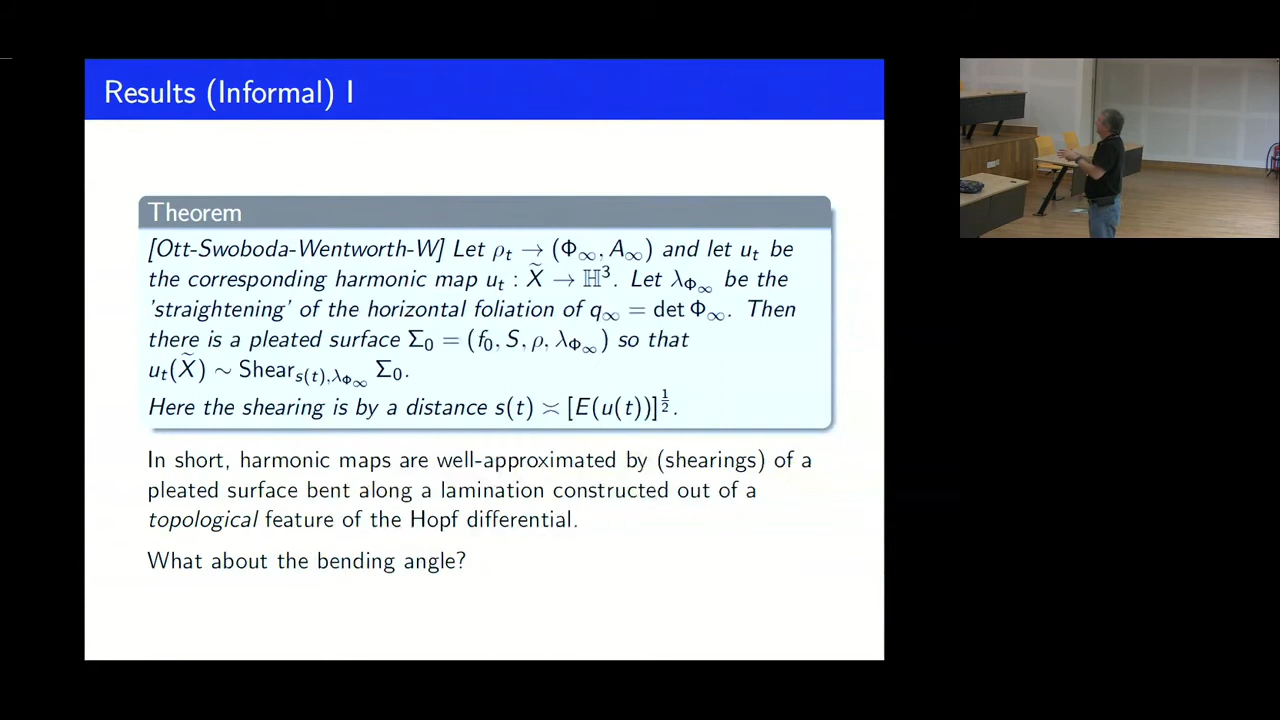 Results (Informal) I
Theorem
[Ott-Swoboda-Wentworth-W] Let ρ_t → (Φ_∞, A_∞) and let u_t be
the corresponding harmonic map u_t : X̃ → ℍ³. Let λ_{Φ_∞} be the
'straightening' of the horizontal foliation of q_∞ = det Φ_∞. Then
there is a pleated surface Σ₀ = (f₀, S, ρ, λ_{Φ_∞}) so that
u_t(X̃) ∼ Shear_{s(t),λ_{Φ_∞}} Σ₀.
Here the shearing is by a distance s(t) ≍ [E(u(t))]^{1/2}.
In short, harmonic maps are well-approximated by (shearings) of a
pleated surface bent along a lamination constructed out of a
topological feature of the Hopf differential.
What about the bending angle?